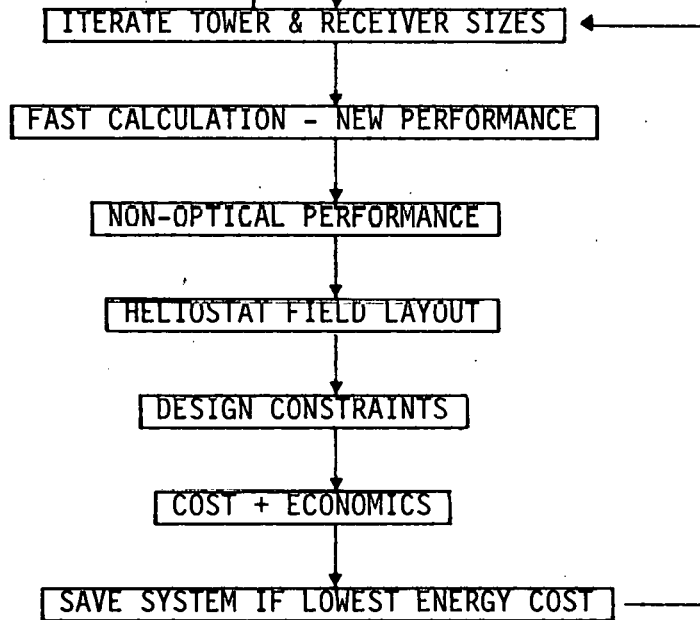 ITERATE TOWER & RECEIVER SIZES
FAST CALCULATION - NEW PERFORMANCE
NON-OPTICAL PERFORMANCE
HELIOSTAT FIELD LAYOUT
DESIGN CONSTRAINTS
COST + ECONOMICS
SAVE SYSTEM IF LOWEST ENERGY COST